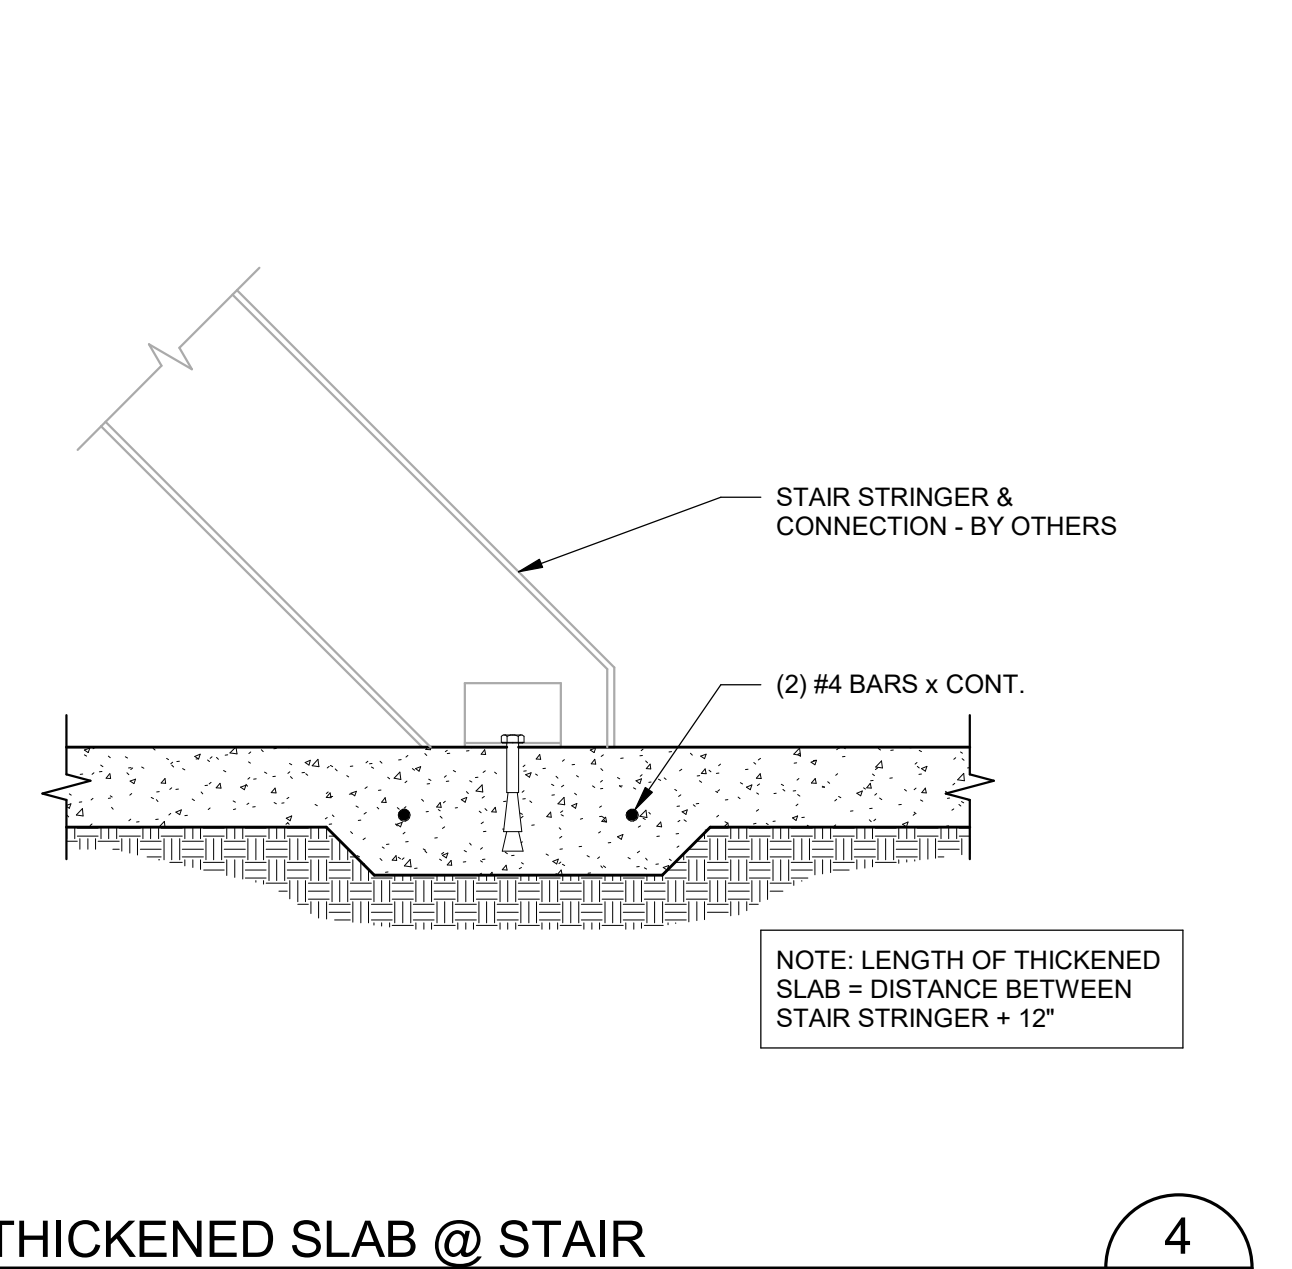 STAIR STRINGER &
CONNECTION - BY OTHERS
(2) #4 BARS x CONT.
NOTE: LENGTH OF THICKENED
SLAB = DISTANCE BETWEEN
STAIR STRINGER + 12"
THICKENED SLAB @ STAIR
4